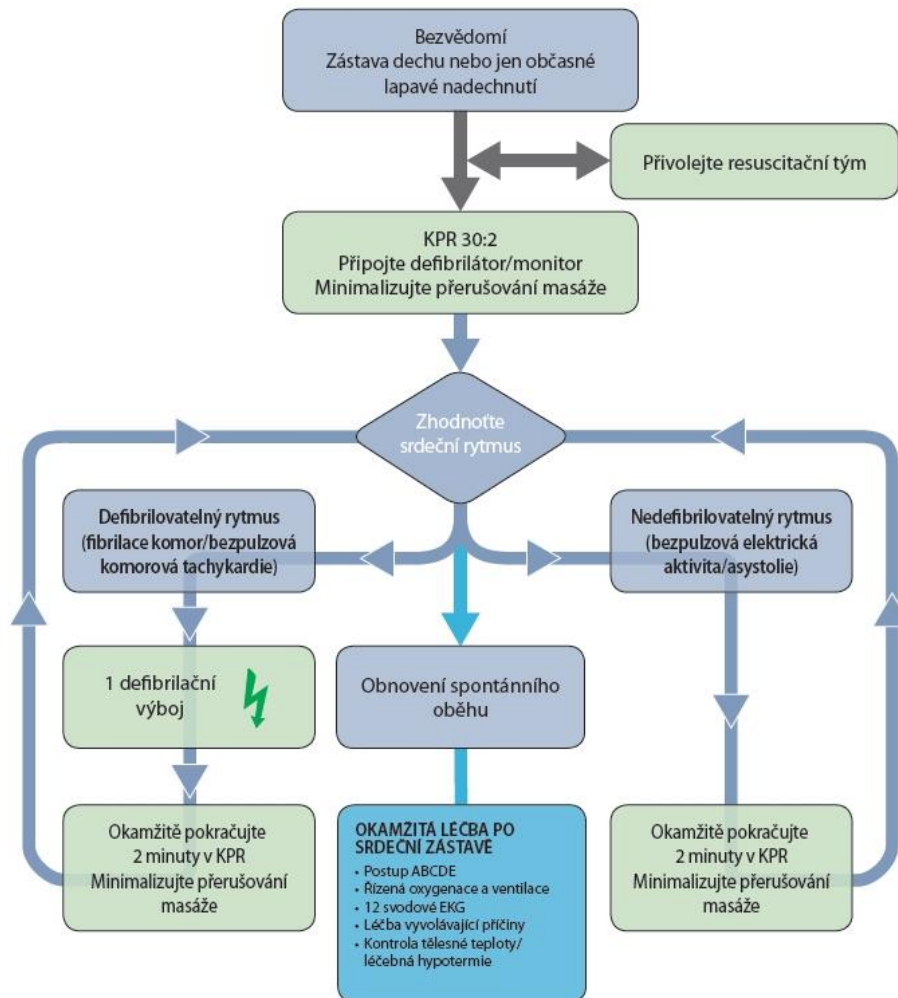 Bezvědomí
Zástava dechu nebo jen občasné
lapavé nadechnutí
Přivolejte resuscitační tým
KPR 30:2
Připojte defibrilátor/monitor
Minimalizujte přerušování masáže
Zhodnoťte
srdeční rytmus
Defibrilovatelný rytmus
(fibrilace komor/bezpulzová
komorová tachykardie)
Nedefibrilovatelný rytmus
(bezpulzová elektrická
aktivita/asystolie)
1 defibrilační
výboj
Obnovení spontánního
oběhu
Okamžitě pokračujte
2 minuty v KPR
Minimalizujte přerušování
masáže
OKAMŽITÁ LÉČBA PO
SRDEČNÍ ZÁSTAVĚ
• Postup ABCDE
• Řízená oxygenace a ventilace
• 12 svodové EKG
• Léčba vyvolávající příčiny
• Kontrola tělesné teploty/
léčebná hypotermie
Okamžitě pokračujte
2 minuty v KPR
Minimalizujte přerušování
masáže